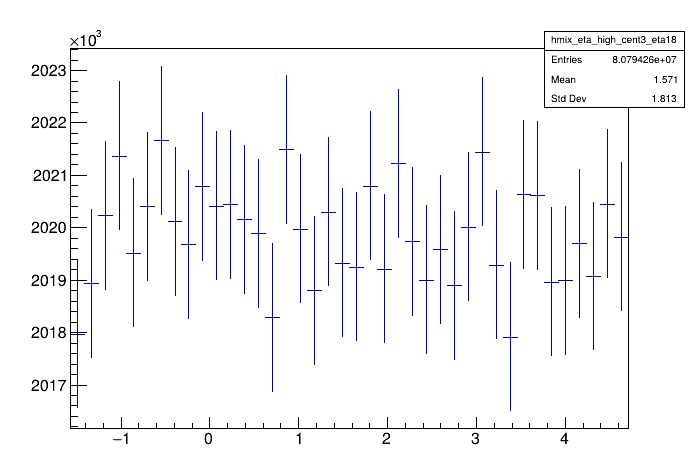 ×10³
hmix_eta_high_cent3_eta18
Entries 8.079426e+07
Mean 1.571
Std Dev 1.813
2023
2022
2021
2020
2019
2018
2017
−1 0 1 2 3 4